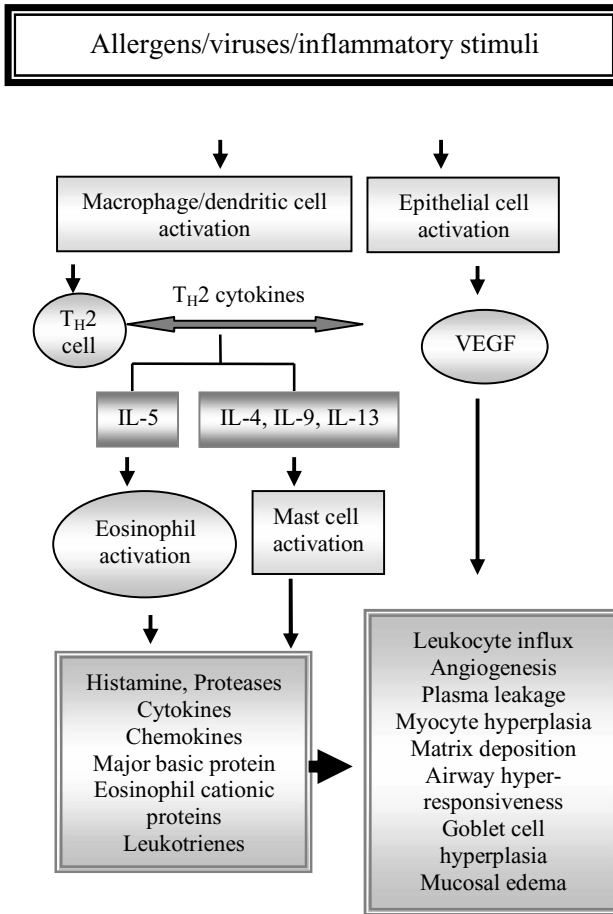 Allergens/viruses/inflammatory stimuli
Macrophage/dendritic cell
activation
Epithelial cell
activation
T_H2 cytokines
T_H2
cell
VEGF
IL-5
IL-4, IL-9, IL-13
Eosinophil
activation
Mast cell
activation
Histamine, Proteases
Cytokines
Chemokines
Major basic protein
Eosinophil cationic
proteins
Leukotrienes
Leukocyte influx
Angiogenesis
Plasma leakage
Myocyte hyperplasia
Matrix deposition
Airway hyper-
responsiveness
Goblet cell
hyperplasia
Mucosal edema